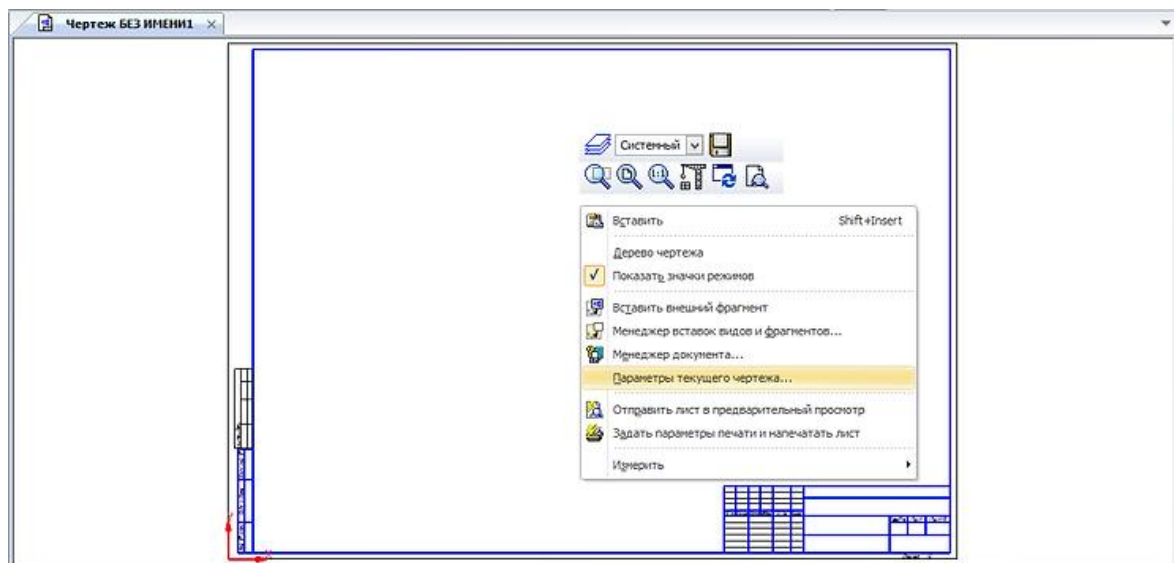 Чертеж БЕЗ ИМЕНИ1
Системный
Вставить Shift+Insert
Дерево чертежа
Показать значки режимов
Вставить внешний фрагмент
Менеджер вставок видов и фрагментов...
Менеджер документа...
Параметры текущего чертежа...
Отправить лист в предварительный просмотр
Задать параметры печати и напечатать лист
Измерить